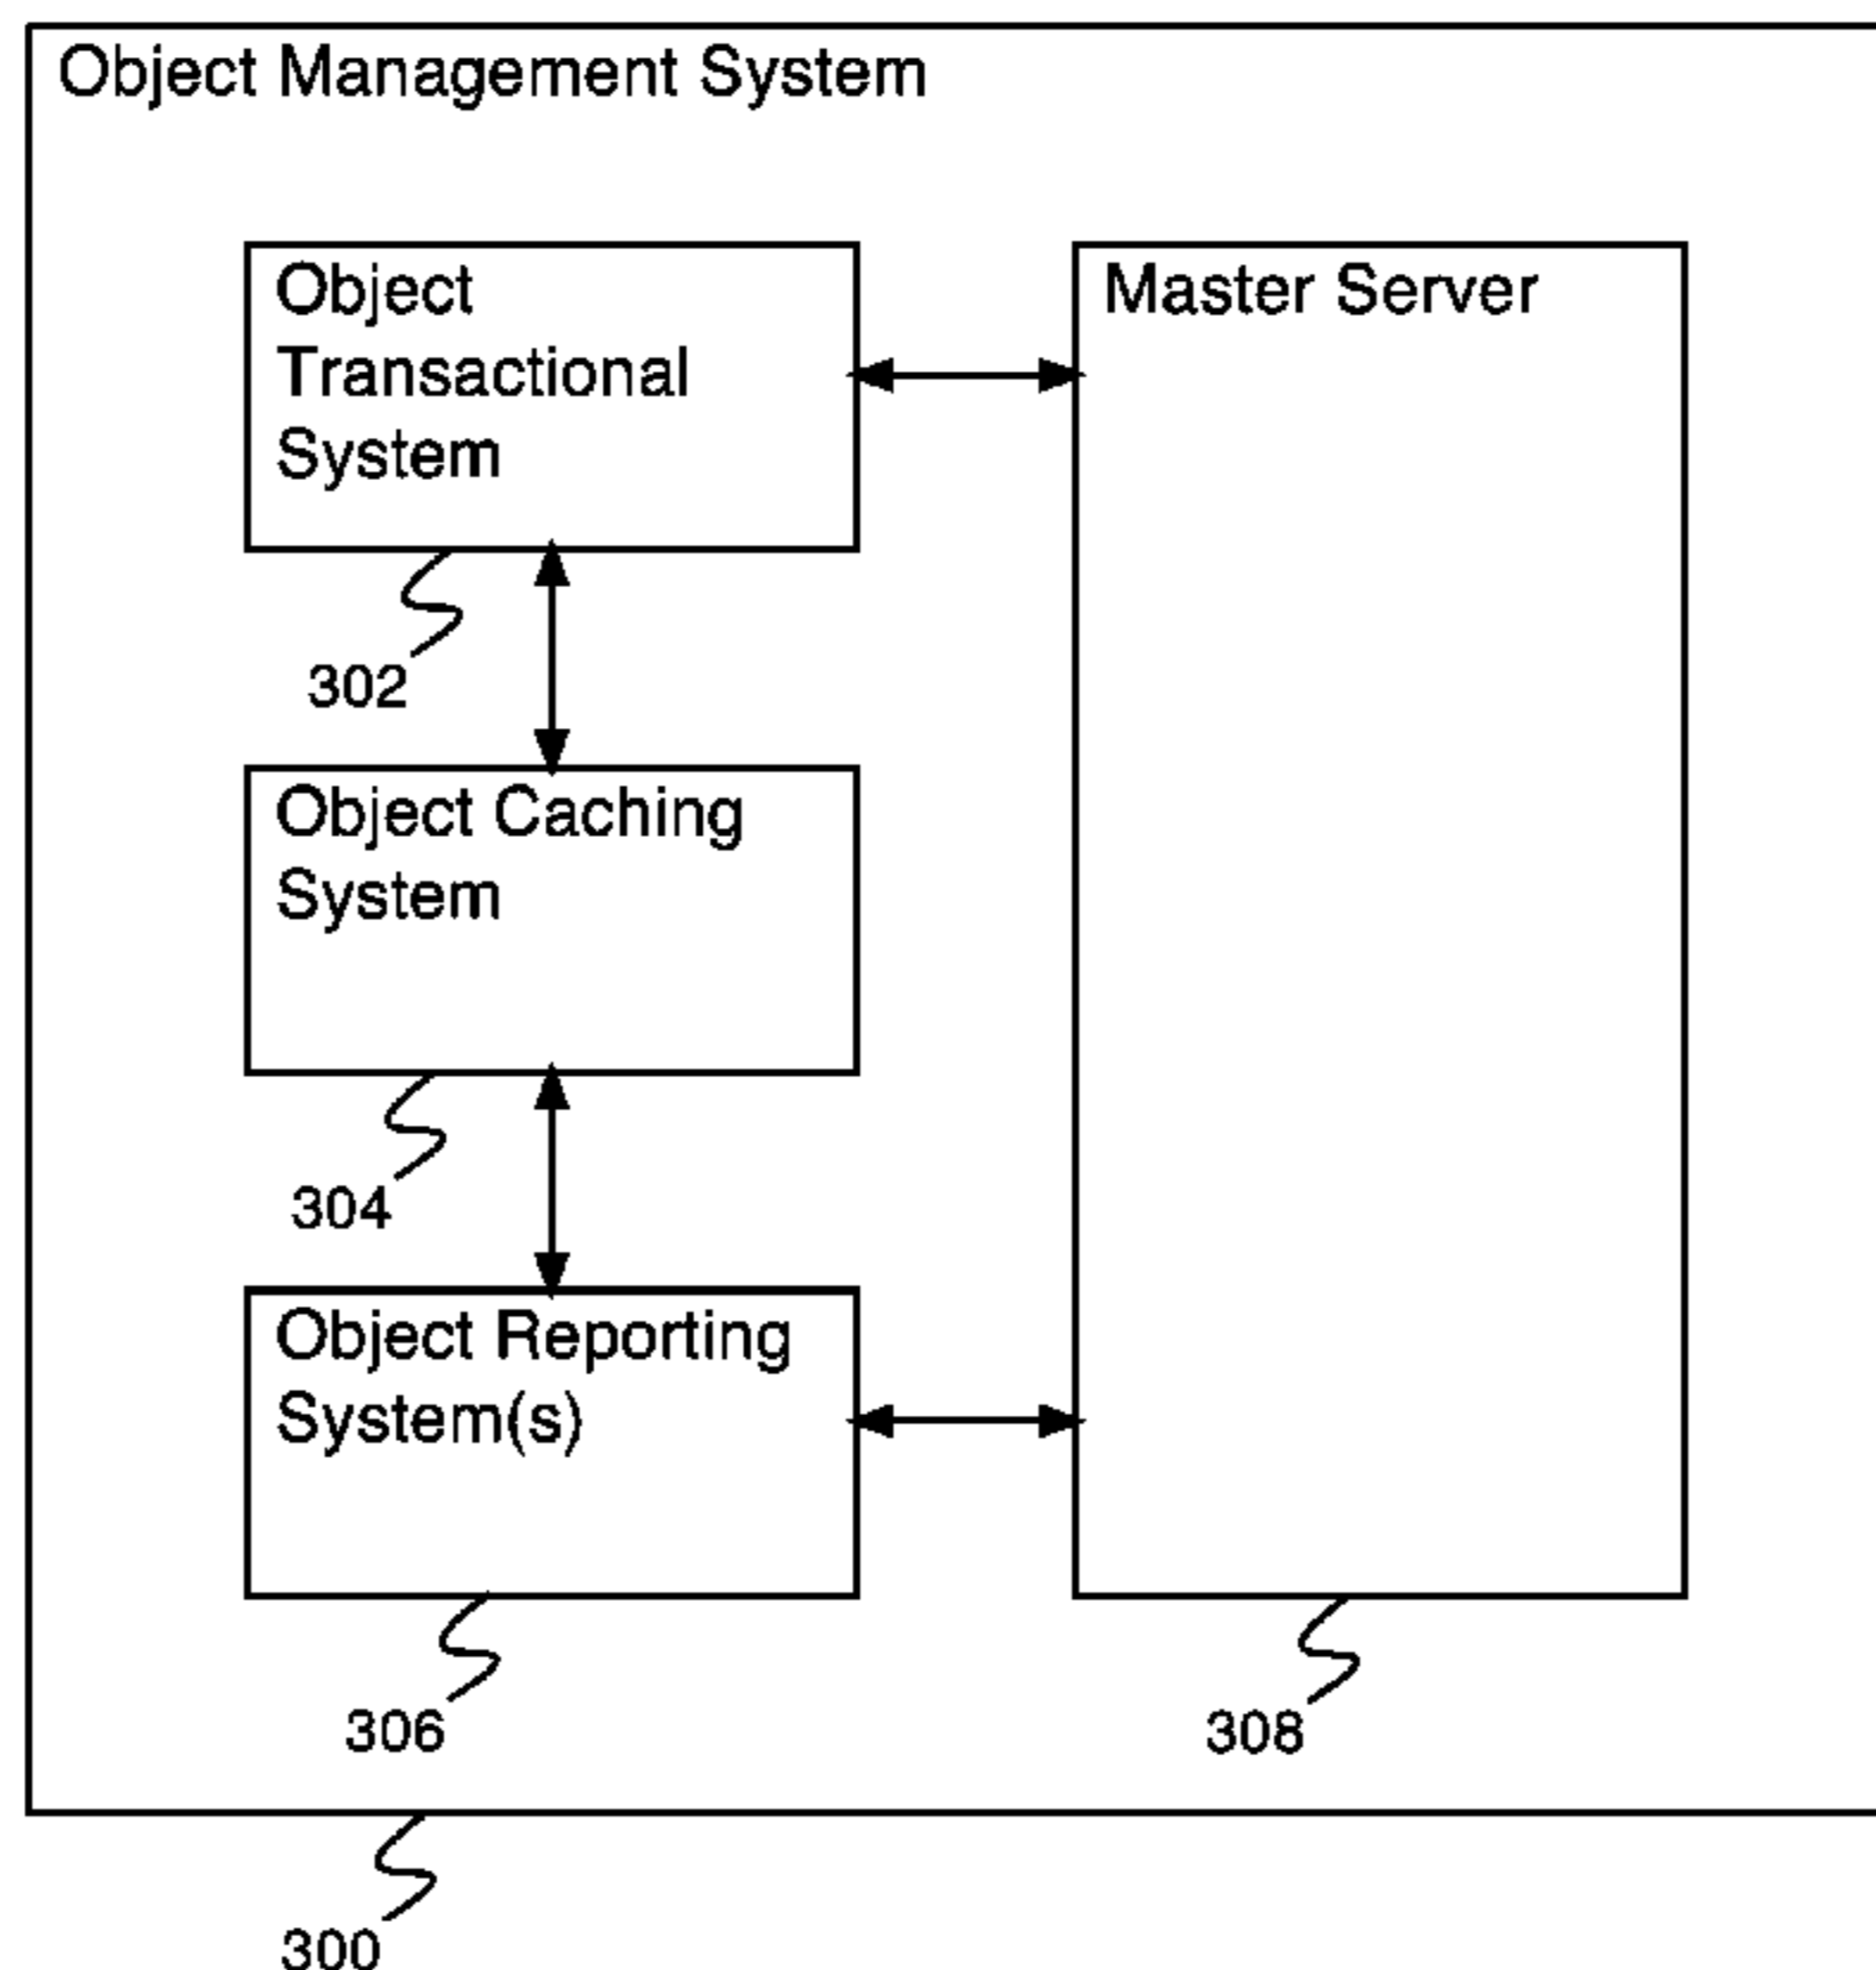 Object Management System
Object
Transactional
System
Master Server
302
Object Caching
System
304
Object Reporting
System(s)
306
308
300